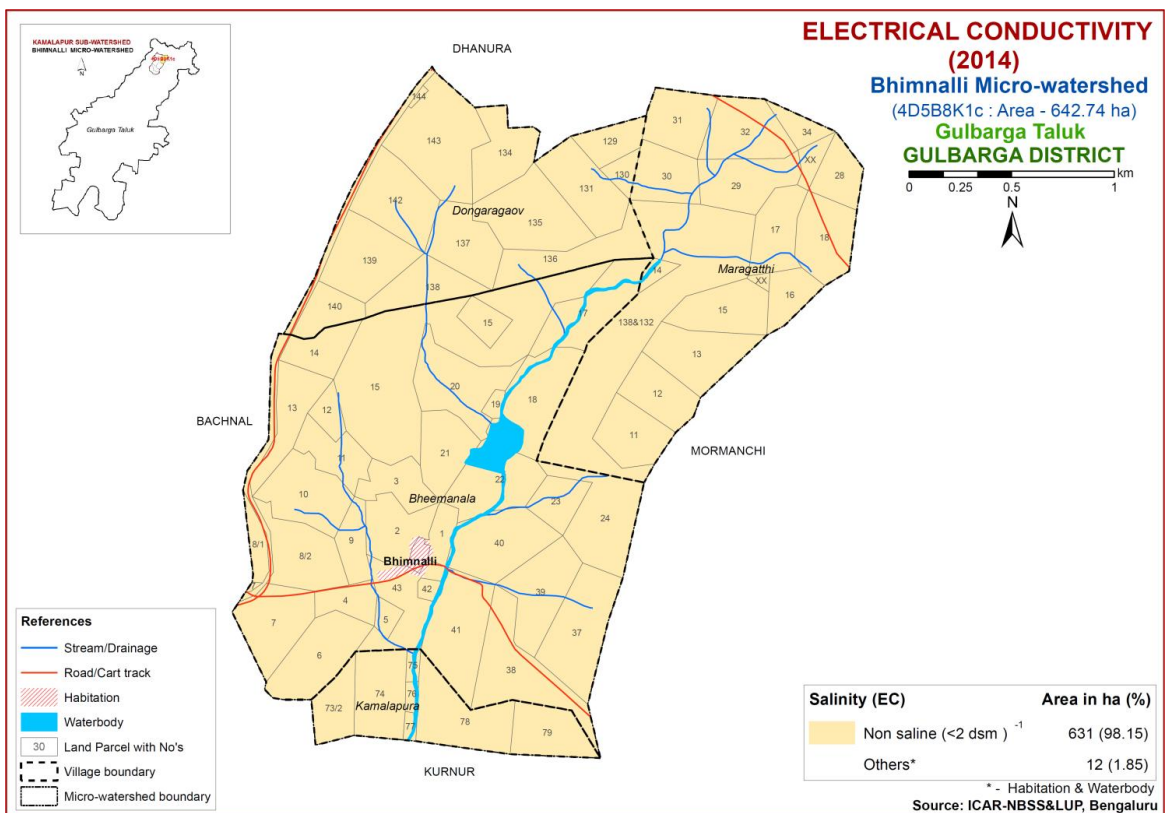 KAMALAPUR SUB-WATERSHED
BHIMNALLI MICRO-WATERSHED
N
Gulbarga Taluk
ELECTRICAL CONDUCTIVITY
(2014)
Bhimnalli Micro-watershed
(4D5B8K1c : Area - 642.74 ha)
Gulbarga Taluk
GULBARGA DISTRICT
km
0 0.25 0.5 1
N
DHANURA
144
143
134
129
31
32
34
XX
28
130
131
30
29
142
Dongaragaov
135
137
136
17
18
139
138
14
Maragatthi
XX
16
140
17
15
138&132
15
14
13
15
20
12
13
12
19
18
11
BACHNAL
MORMANCHI
11
21
3
22
10
Bheemanala
23
24
2
1
40
9
8/1
8/2
Bhimnalli
43
42
39
4
7
5
41
37
6
38
75
74
76
73/2
Kamalapura
77
78
79
KURNUR
References
Stream/Drainage
Road/Cart track
Habitation
Waterbody
30 Land Parcel with No's
Village boundary
Micro-watershed boundary
Salinity (EC) Area in ha (%)
Non saline (<2 dsm ) -1 631 (98.15)
Others* 12 (1.85)
* - Habitation & Waterbody
Source: ICAR-NBSS&LUP, Bengaluru